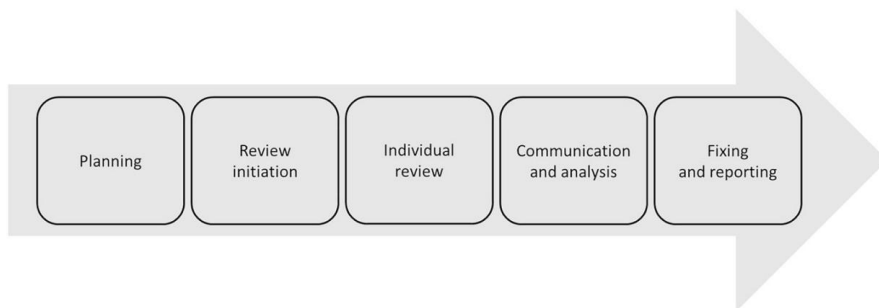 Planning
Review
initiation
Individual
review
Communication
and analysis
Fixing
and reporting